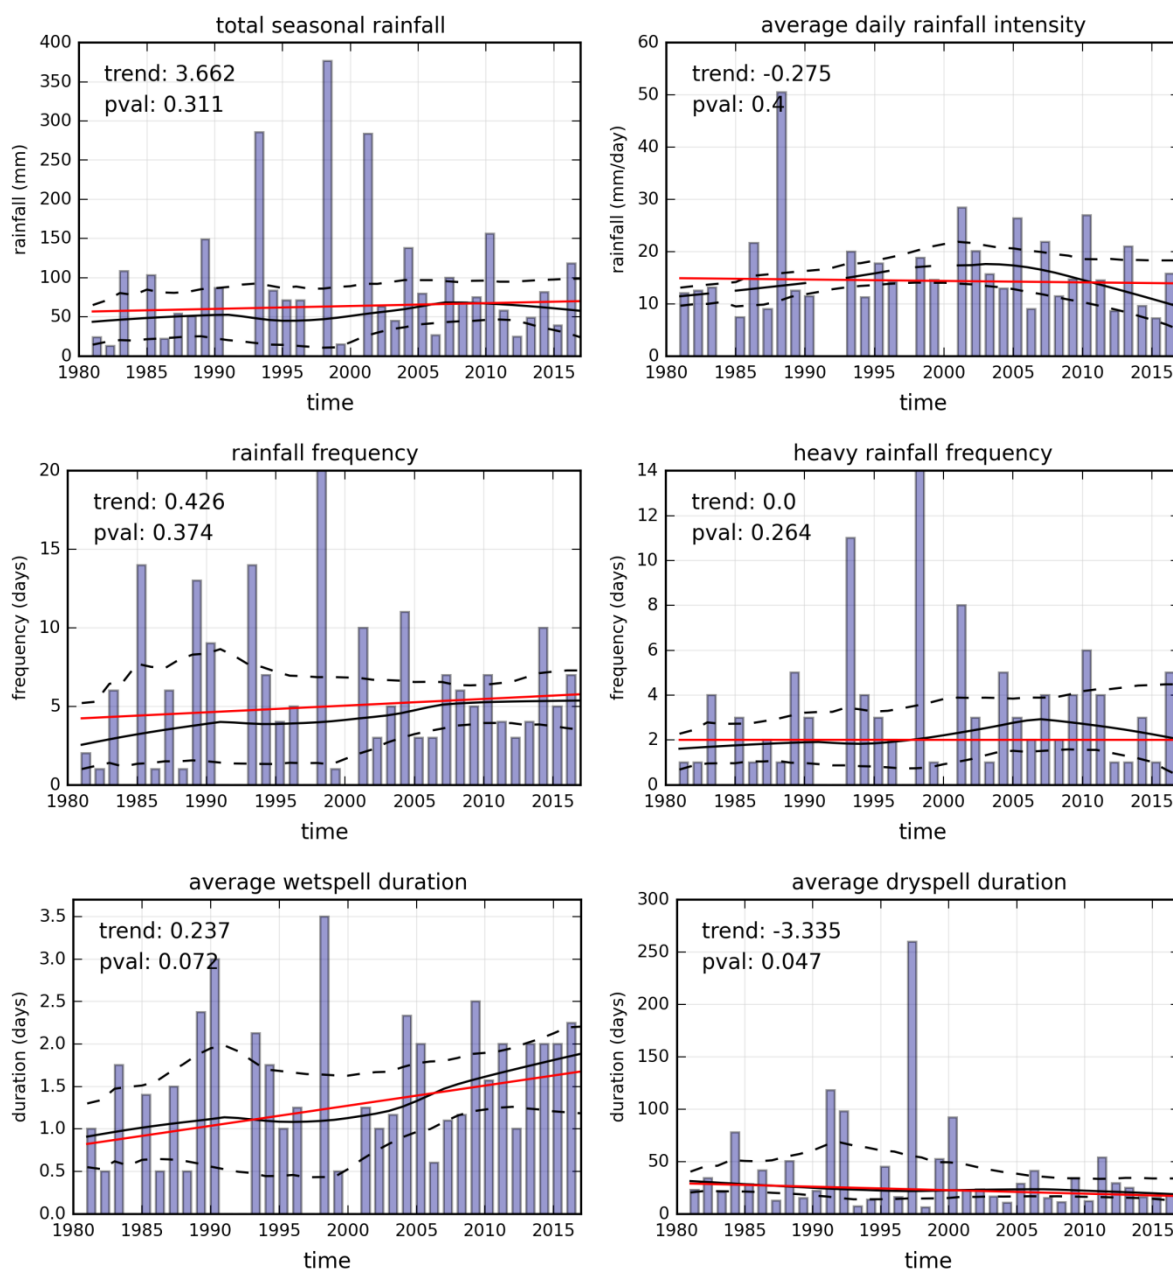 total seasonal rainfall
trend: 3.662
pval: 0.311
400
350
300
250
200
150
100
50
0
rainfall (mm)
1980 1985 1990 1995 2000 2005 2010 2015
time
average daily rainfall intensity
trend: -0.275
pval: 0.4
60
50
40
30
20
10
0
rainfall (mm/day)
1980 1985 1990 1995 2000 2005 2010 2015
time
rainfall frequency
trend: 0.426
pval: 0.374
20
15
10
5
0
frequency (days)
1980 1985 1990 1995 2000 2005 2010 2015
time
heavy rainfall frequency
trend: 0.0
pval: 0.264
14
12
10
8
6
4
2
0
frequency (days)
1980 1985 1990 1995 2000 2005 2010 2015
time
average wetspell duration
trend: 0.237
pval: 0.072
3.5
3.0
2.5
2.0
1.5
1.0
0.5
0.0
duration (days)
1980 1985 1990 1995 2000 2005 2010 2015
time
average dryspell duration
trend: -3.335
pval: 0.047
300
250
200
150
100
50
0
duration (days)
1980 1985 1990 1995 2000 2005 2010 2015
time